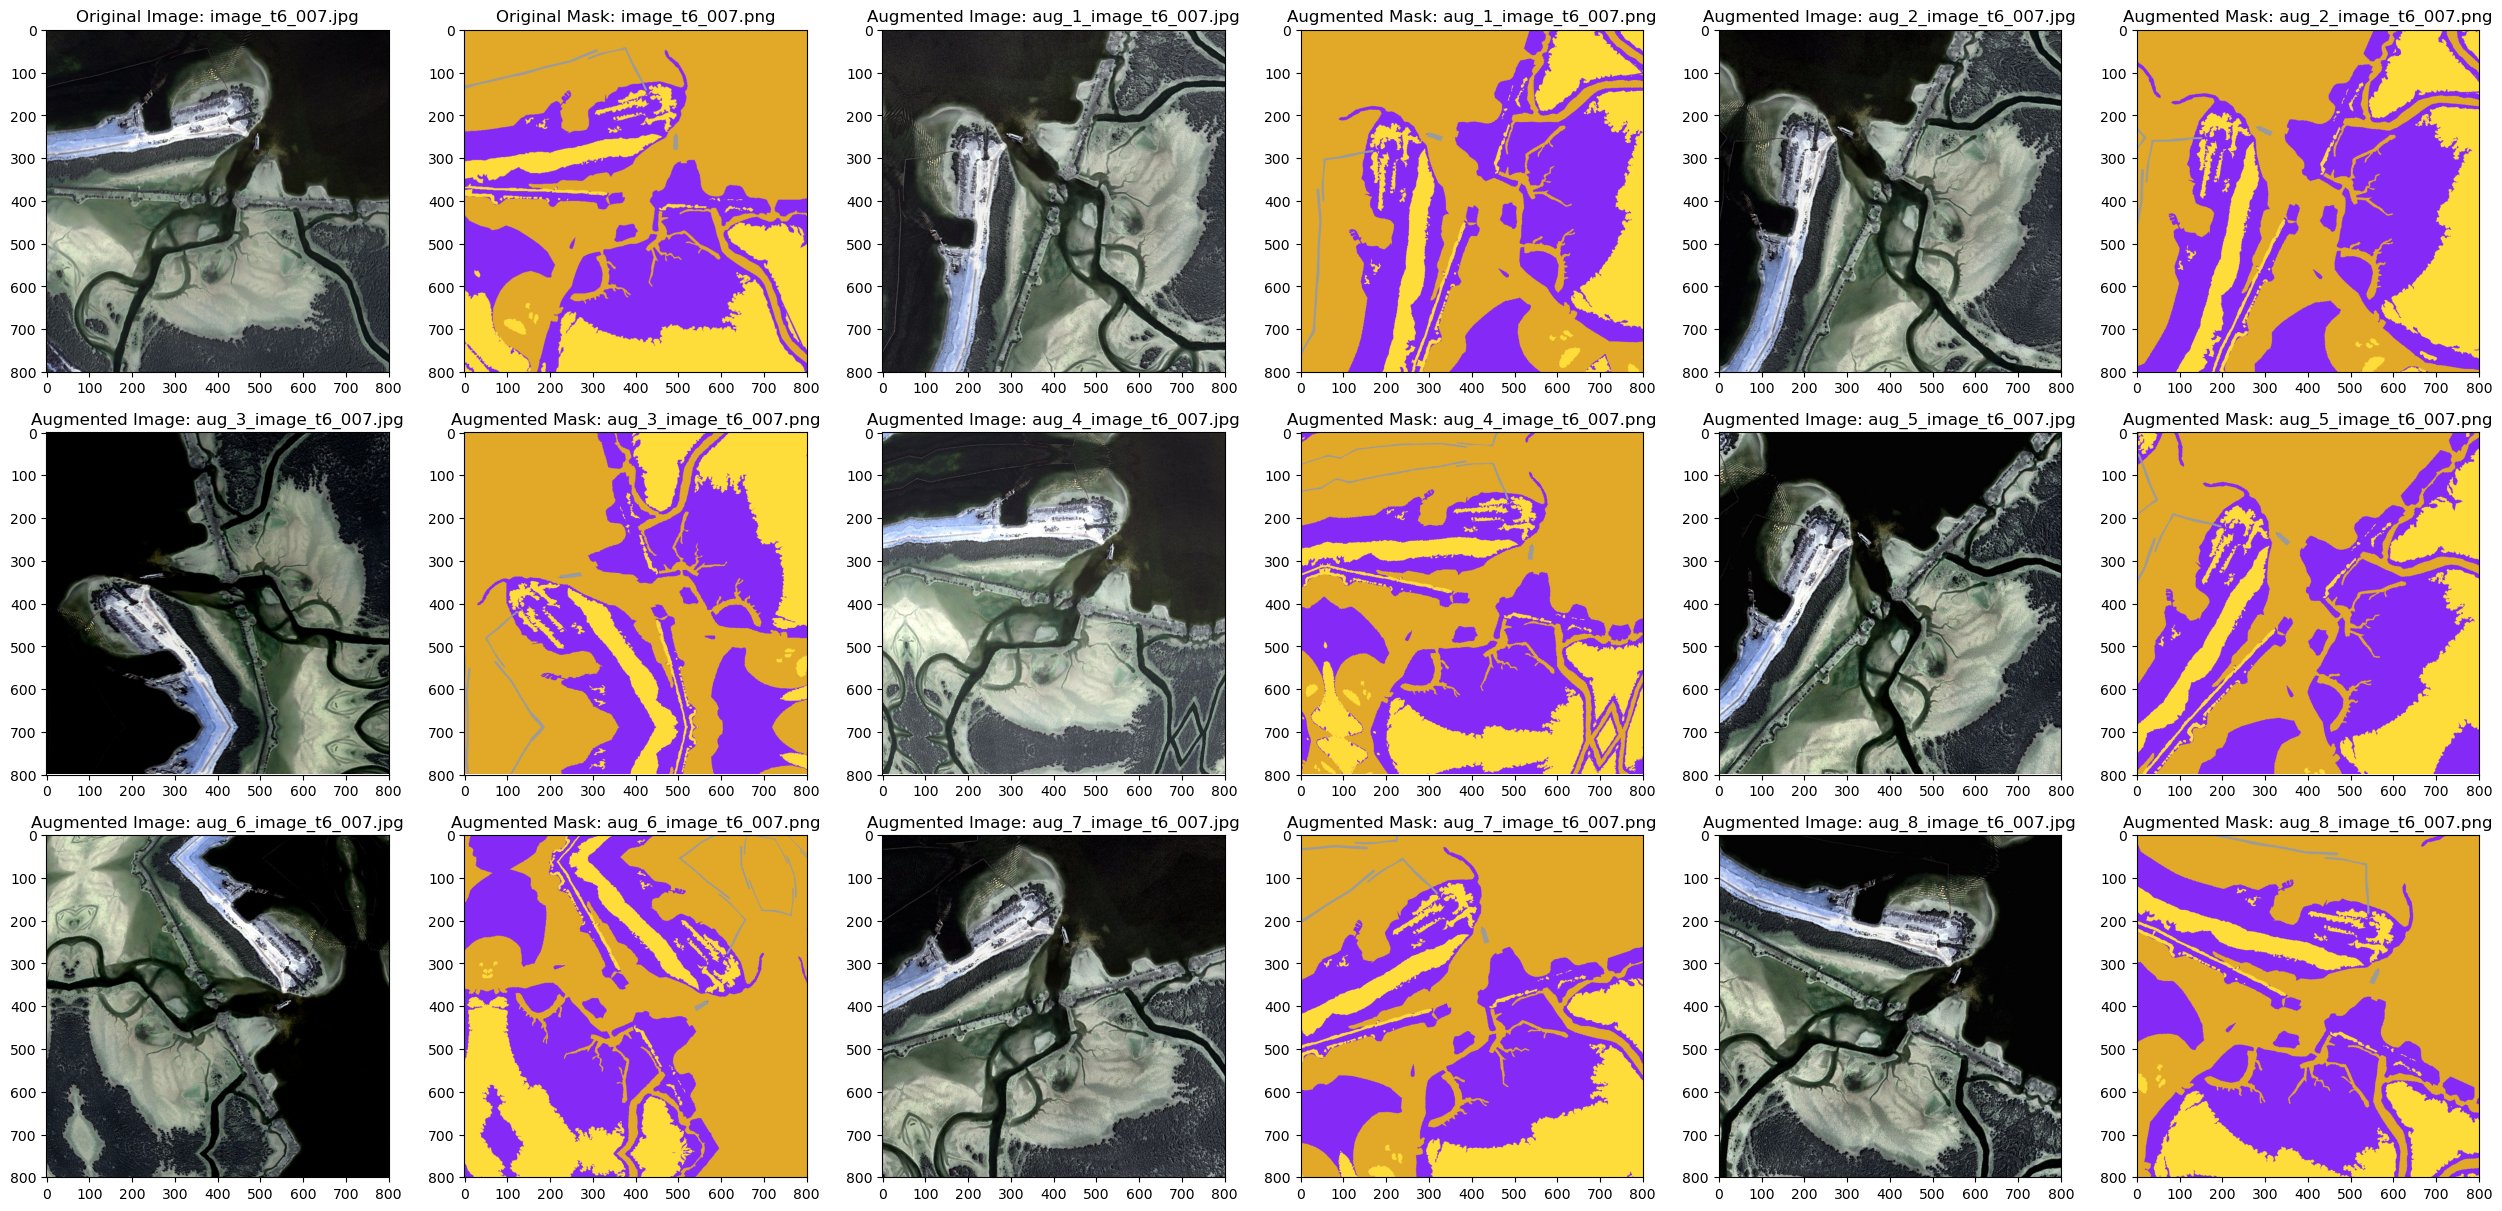 Original Image: image_t6_007.jpg
Original Mask: image_t6_007.png
Augmented Image: aug_1_image_t6_007.jpg
Augmented Mask: aug_1_image_t6_007.png
Augmented Image: aug_2_image_t6_007.jpg
Augmented Mask: aug_2_image_t6_007.png
0 100 200 300 400 500 600 700 800
0 100 200 300 400 500 600 700 800
0 100 200 300 400 500 600 700 800
0 100 200 300 400 500 600 700 800
0 100 200 300 400 500 600 700 800
0 100 200 300 400 500 600 700 800
0 100 200 300 400 500 600 700 800
0 100 200 300 400 500 600 700 800
0 100 200 300 400 500 600 700 800
0 100 200 300 400 500 600 700 800
0 100 200 300 400 500 600 700 800
0 100 200 300 400 500 600 700 800
Augmented Image: aug_3_image_t6_007.jpg
Augmented Mask: aug_3_image_t6_007.png
Augmented Image: aug_4_image_t6_007.jpg
Augmented Mask: aug_4_image_t6_007.png
Augmented Image: aug_5_image_t6_007.jpg
Augmented Mask: aug_5_image_t6_007.png
0 100 200 300 400 500 600 700 800
0 100 200 300 400 500 600 700 800
0 100 200 300 400 500 600 700 800
0 100 200 300 400 500 600 700 800
0 100 200 300 400 500 600 700 800
0 100 200 300 400 500 600 700 800
0 100 200 300 400 500 600 700 800
0 100 200 300 400 500 600 700 800
0 100 200 300 400 500 600 700 800
0 100 200 300 400 500 600 700 800
0 100 200 300 400 500 600 700 800
0 100 200 300 400 500 600 700 800
Augmented Image: aug_6_image_t6_007.jpg
Augmented Mask: aug_6_image_t6_007.png
Augmented Image: aug_7_image_t6_007.jpg
Augmented Mask: aug_7_image_t6_007.png
Augmented Image: aug_8_image_t6_007.jpg
Augmented Mask: aug_8_image_t6_007.png
0 100 200 300 400 500 600 700 800
0 100 200 300 400 500 600 700 800
0 100 200 300 400 500 600 700 800
0 100 200 300 400 500 600 700 800
0 100 200 300 400 500 600 700 800
0 100 200 300 400 500 600 700 800
0 100 200 300 400 500 600 700 800
0 100 200 300 400 500 600 700 800
0 100 200 300 400 500 600 700 800
0 100 200 300 400 500 600 700 800
0 100 200 300 400 500 600 700 800
0 100 200 300 400 500 600 700 800